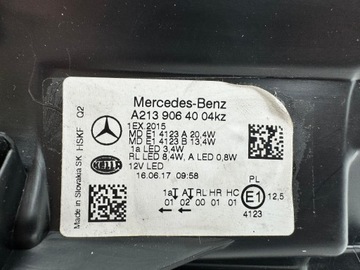 Mercedes-Benz
A213 906 40 04kz
1EX.2015
MD E1 4123 A 20,4W
MD E1 4123 B 13,4W
1a LED 3,4W
RL LED 8,4W, A LED 0,8W
12V LED
16.06.17 09:58
HELLA
Made in Slovakia SK HSKF Q2
1a A RL HR HC
01 02 00 01 01
PL
E1
12,5
4123